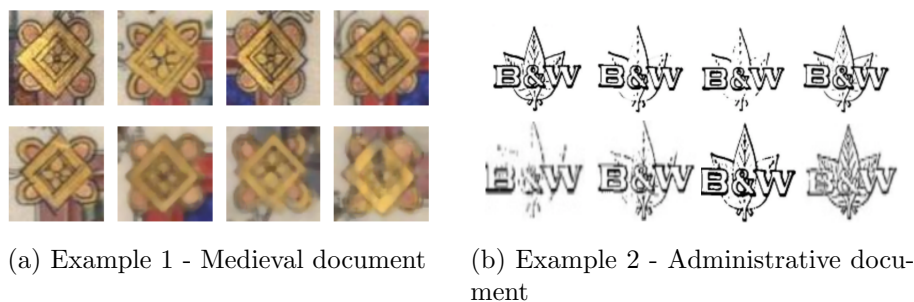 B&W B&W B&W B&W
B&W B&W B&W B&W
(a) Example 1 - Medieval document
(b) Example 2 - Administrative docu-
ment